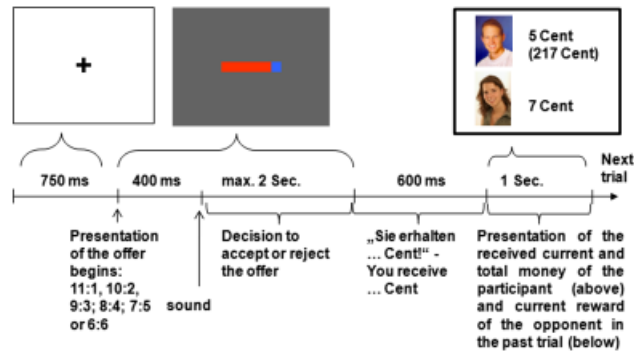 +
5 Cent
(217 Cent)
7 Cent
Next
trial
750 ms
400 ms
max. 2 Sec.
600 ms
1 Sec.
Presentation
of the offer
begins:
11:1, 10:2,
9:3; 8:4; 7:5
or 6:6
sound
Decision to
accept or reject
the offer
„Sie erhalten
... Cent!“ -
You receive
... Cent
Presentation of the
received current and
total money of the
participant (above)
and current reward
of the opponent in
the past trial (below)